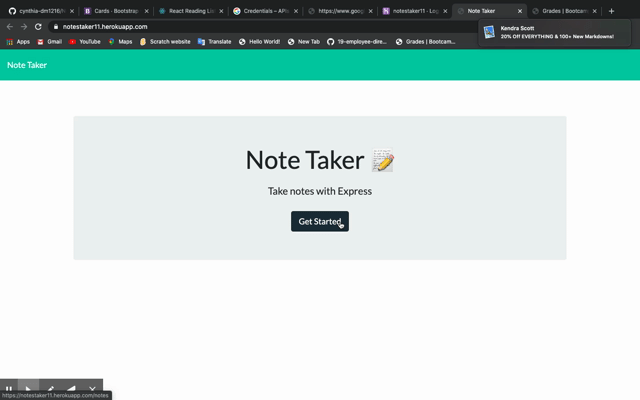 cynthia-dm1216/N
Cards · Bootstrap
React Reading Lis
Credentials – APIs
https://www.goog
notestaker11 - Log
Note Taker
Grades | Bootcam
notestaker11.herokuapp.com
Kendra Scott
20% Off EVERYTHING & 100+ New Markdowns!
Apps
Gmail
YouTube
Maps
Scratch website
Translate
Hello World!
New Tab
19-employee-dire...
Grades | Bootcam...
Note Taker
Note Taker
Take notes with Express
Get Started
https://notestaker11.herokuapp.com/notes